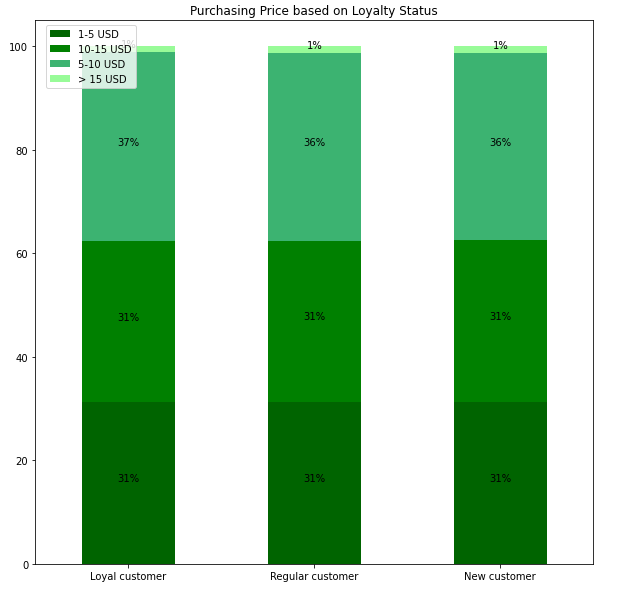 Purchasing Price based on Loyalty Status
100
80
60
40
20
0
1-5 USD
10-15 USD
5-10 USD
> 15 USD
1% 1% 1%
37% 36% 36%
31% 31% 31%
31% 31% 31%
Loyal customer Regular customer New customer